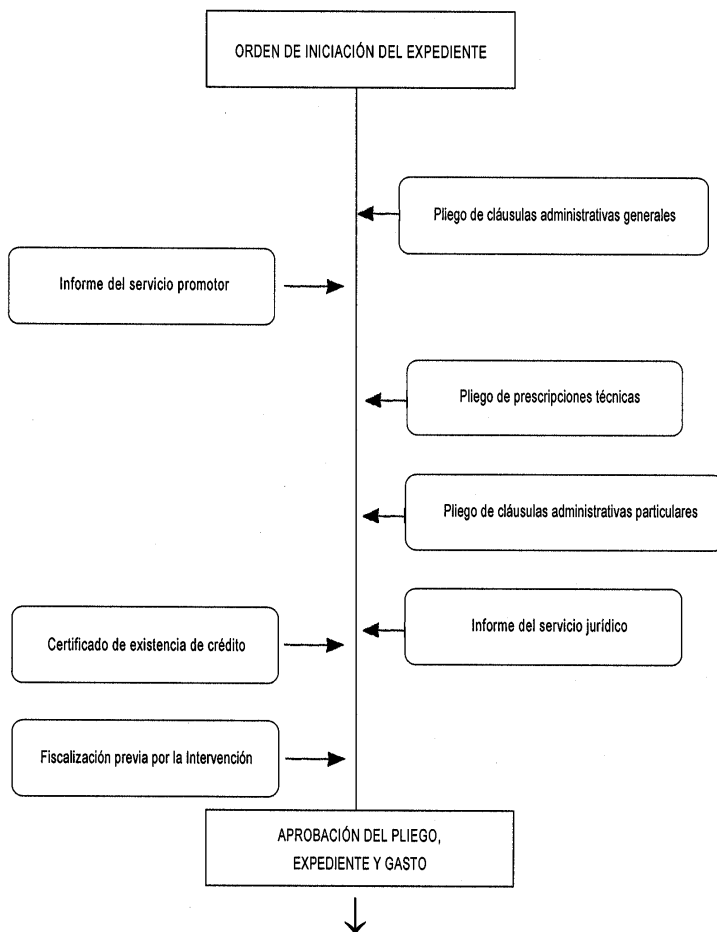 ORDEN DE INICIACIÓN DEL EXPEDIENTE
Pliego de cláusulas administrativas generales
Informe del servicio promotor
Pliego de prescripciones técnicas
Pliego de cláusulas administrativas particulares
Informe del servicio jurídico
Certificado de existencia de crédito
Fiscalización previa por la Intervención
APROBACIÓN DEL PLIEGO,
EXPEDIENTE Y GASTO